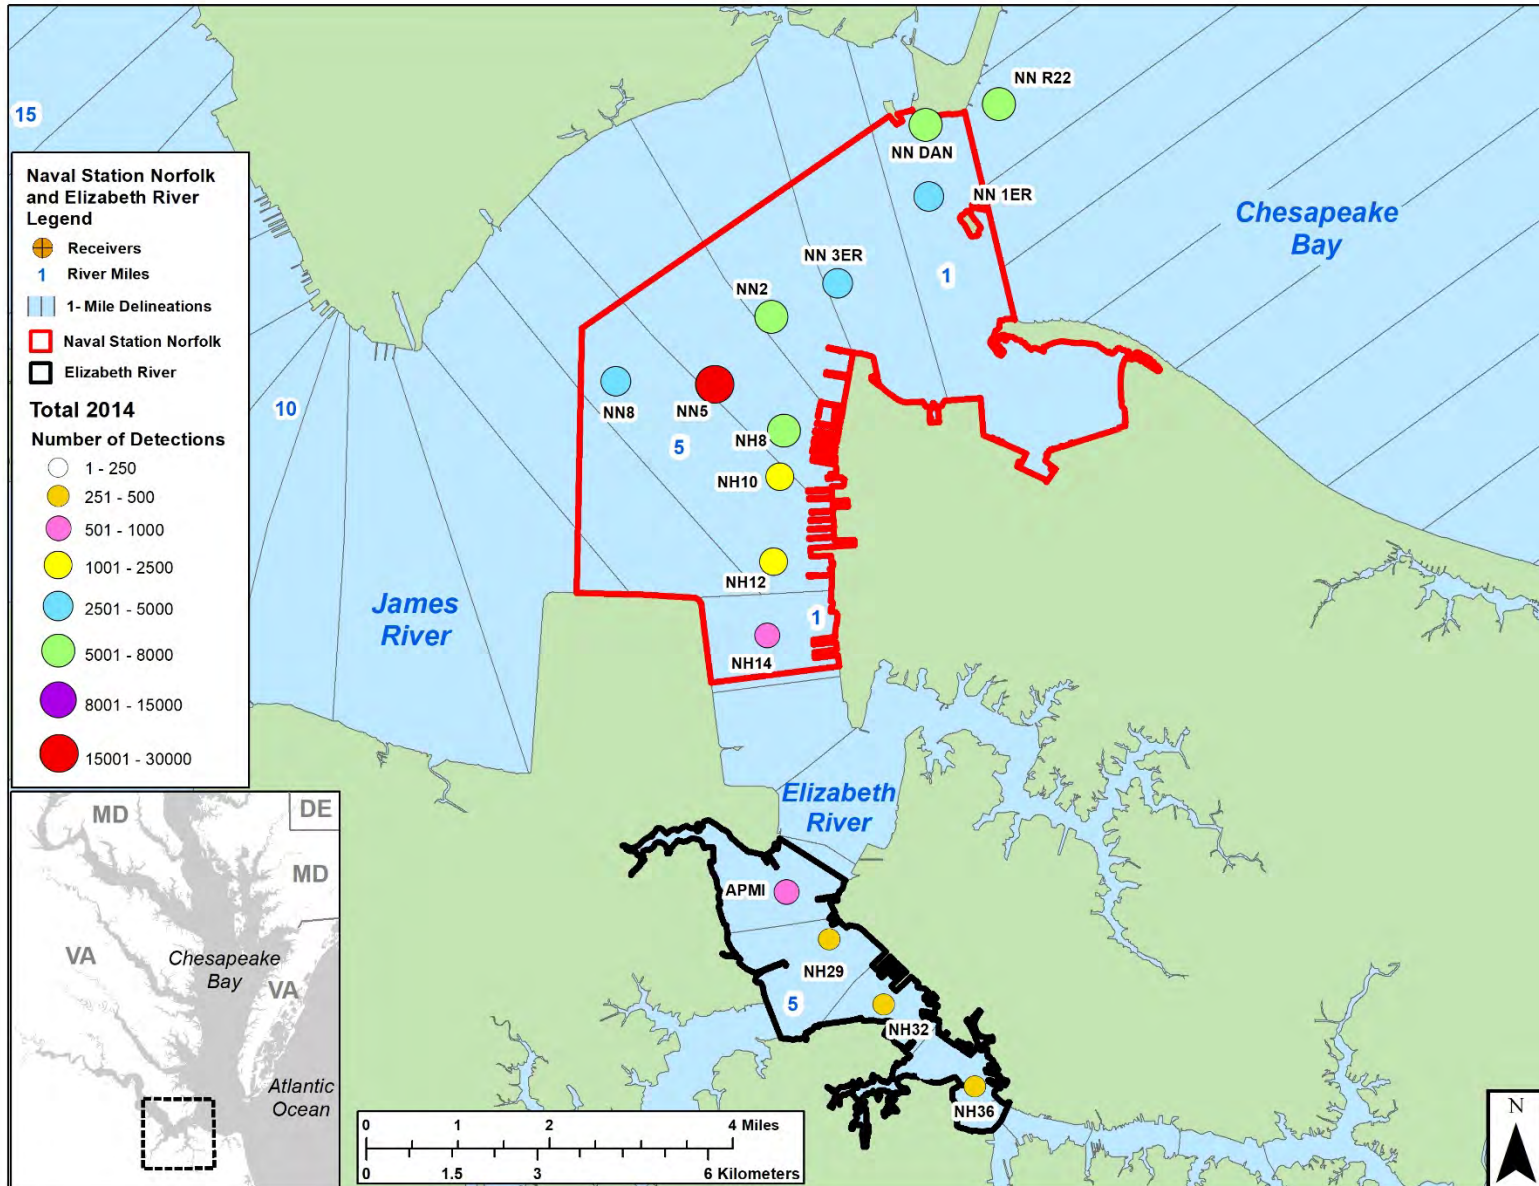 15
NN R22
NN DAN
NN 1ER
Chesapeake
Bay
NN 3ER
1
NN2
NN8
NN5
5
NH8
NH10
NH12
1
NH14
10
James
River
Elizabeth
River
APMI
NH29
5
NH32
NH36
Naval Station Norfolk
and Elizabeth River
Legend
Receivers
1 River Miles
1- Mile Delineations
Naval Station Norfolk
Elizabeth River
Total 2014
Number of Detections
1 - 250
251 - 500
501 - 1000
1001 - 2500
2501 - 5000
5001 - 8000
8001 - 15000
15001 - 30000
MD
DE
MD
VA
Chesapeake
Bay
VA
Atlantic
Ocean
0 1 2 4 Miles
0 1.5 3 6 Kilometers
N